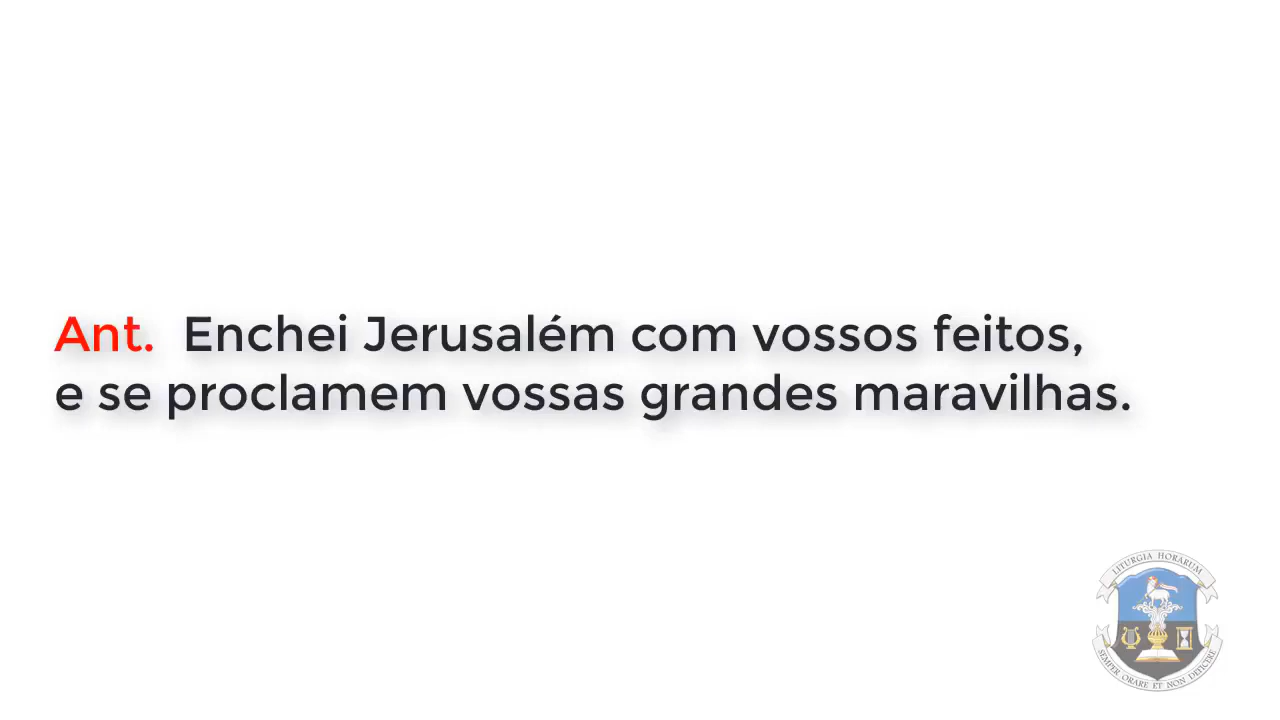 Ant. Enchei Jerusalém com vossos feitos,
e se proclamem vossas grandes maravilhas.
LITURGIA HORARUM
SEMPER ORARE ET NON DEFICERE